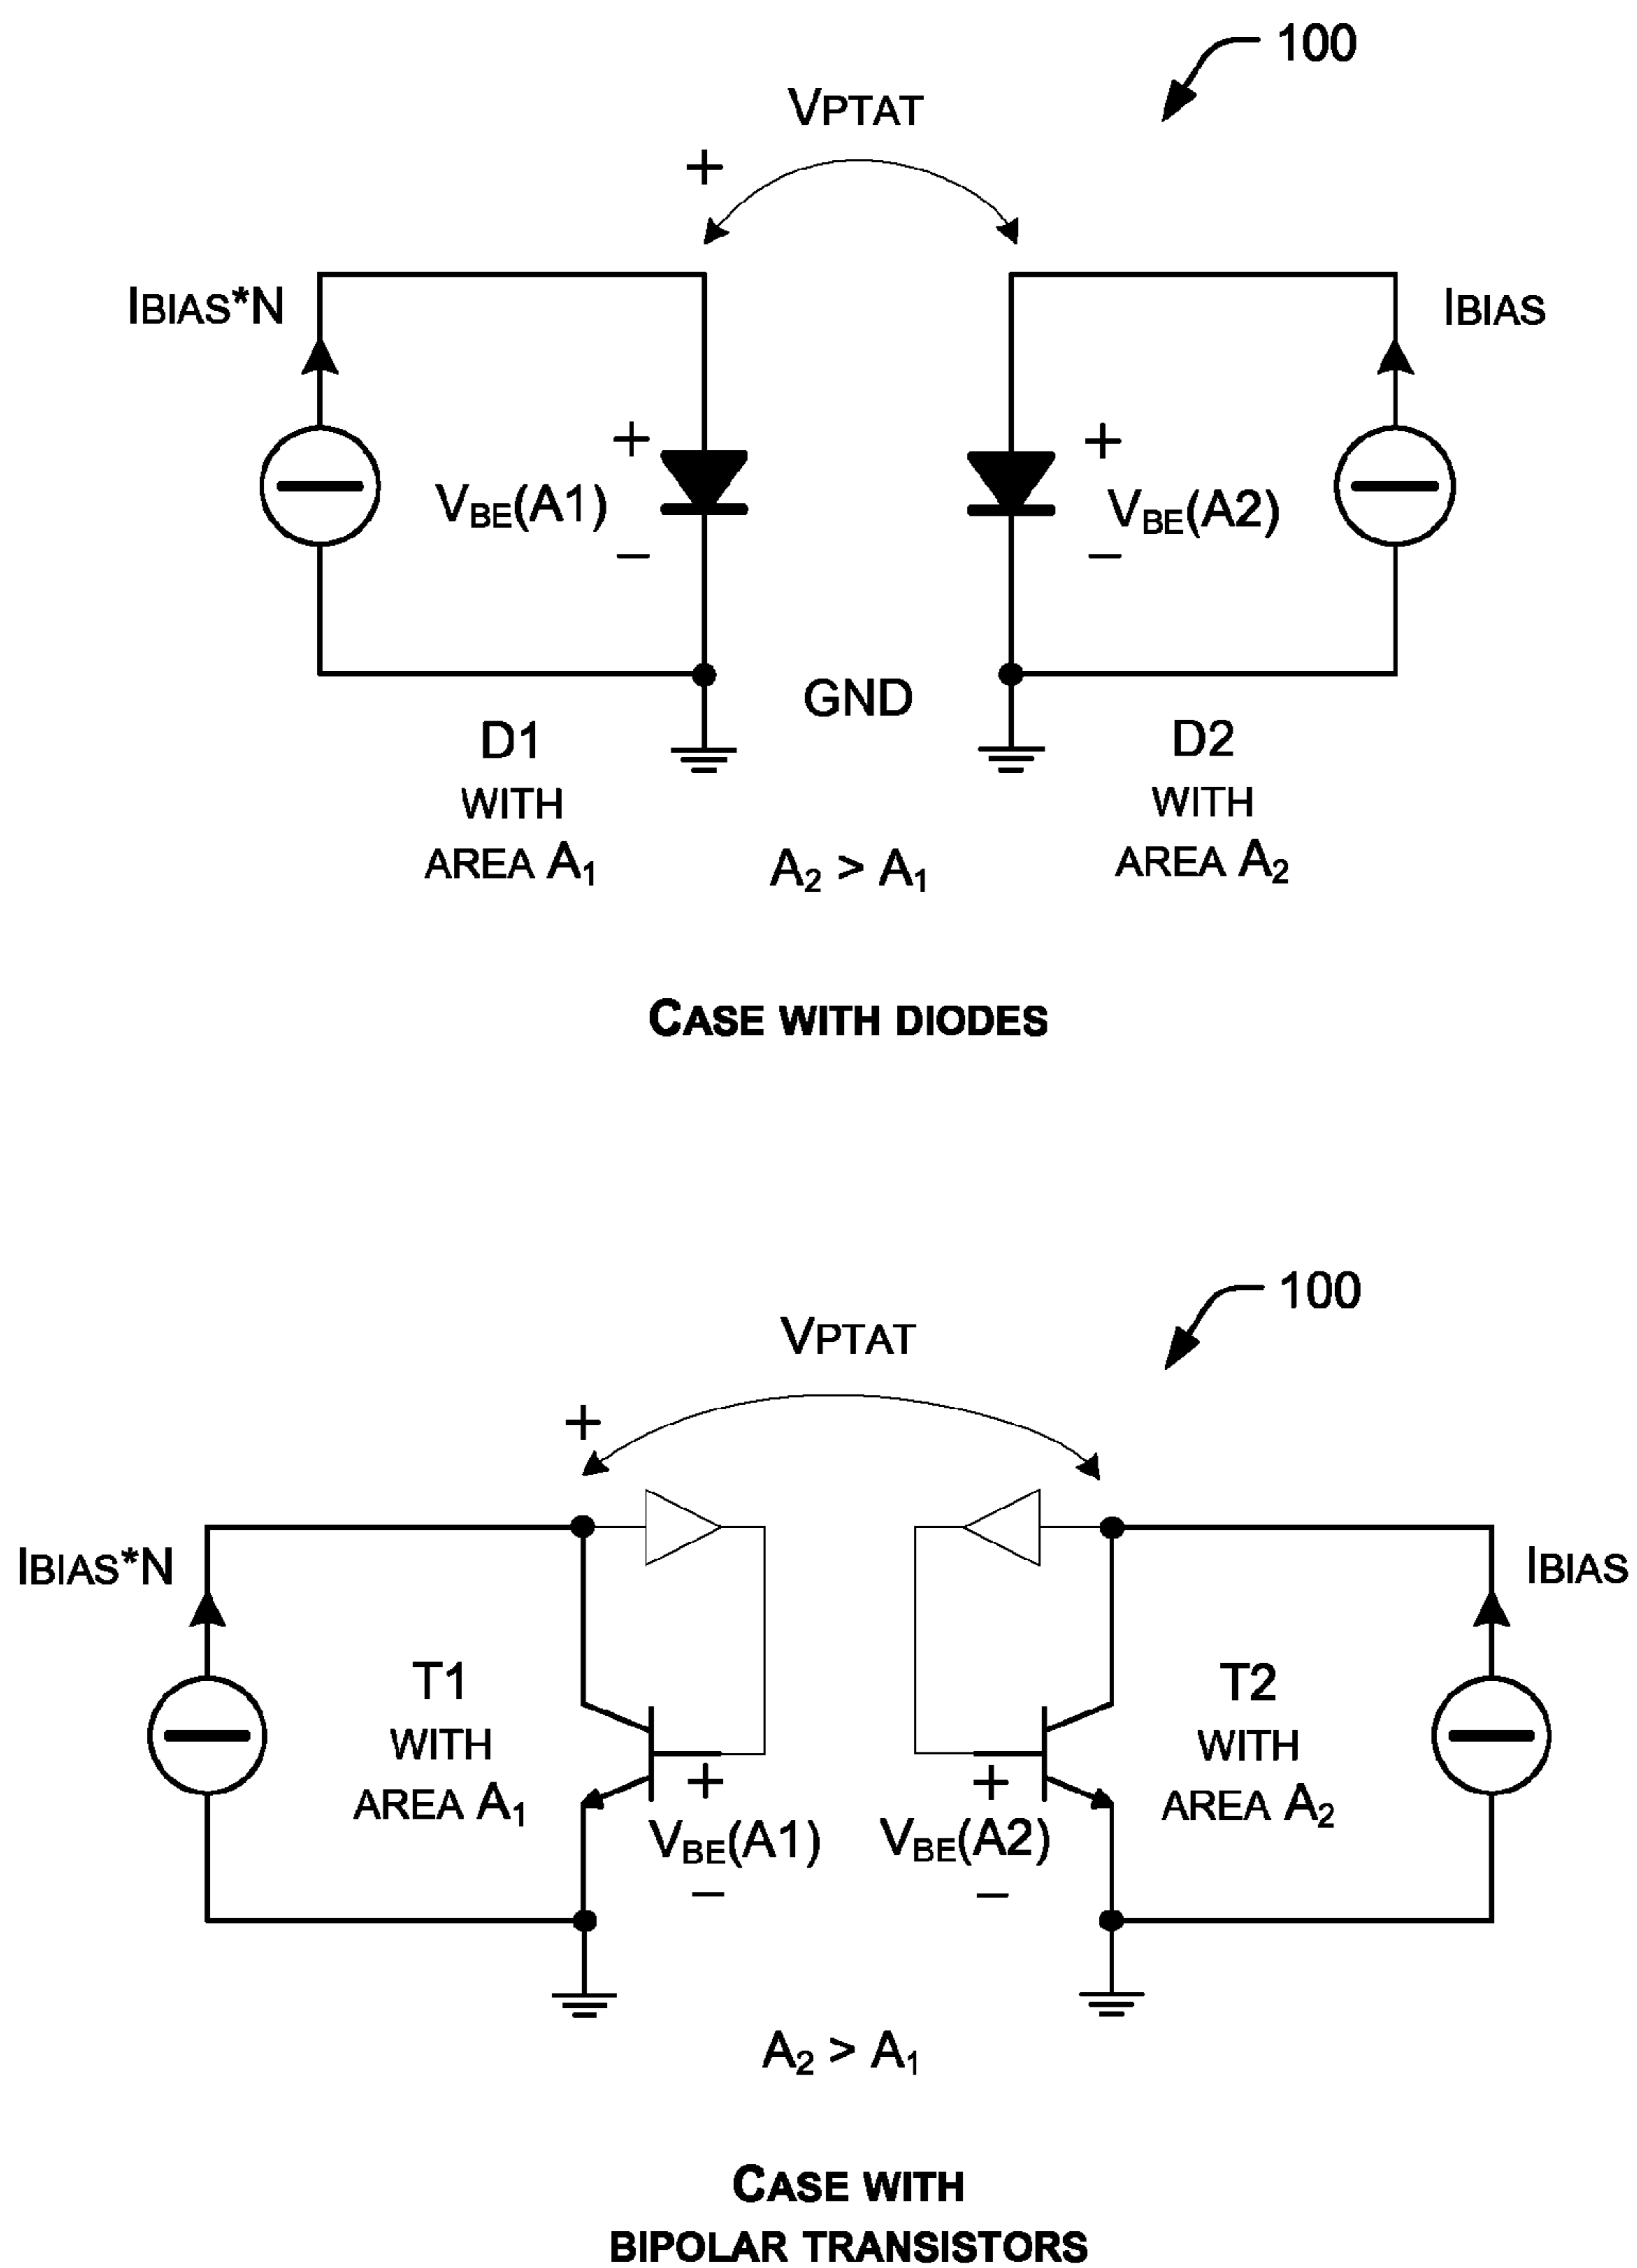 100
VPTAT
+
IBIAS*N
IBIAS
+
+
VBE(A1)
VBE(A2)
–
–
GND
D1
WITH
AREA A1
D2
WITH
AREA A2
A2 > A1
CASE WITH DIODES
100
VPTAT
+
IBIAS*N
IBIAS
T1
WITH
AREA A1
T2
WITH
AREA A2
+
+
VBE(A1)
VBE(A2)
–
–
A2 > A1
CASE WITH
BIPOLAR TRANSISTORS